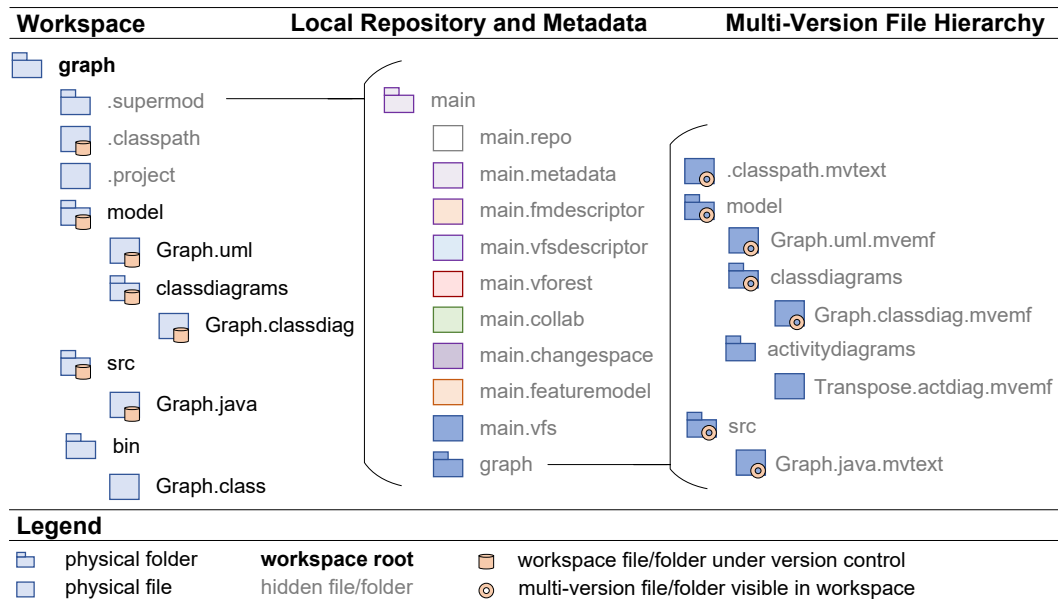 Workspace
Local Repository and Metadata
Multi-Version File Hierarchy
graph
.supermod
.classpath
.project
model
Graph.uml
classdiagrams
Graph.classdiag
src
Graph.java
bin
Graph.class
main
main.repo
main.metadata
main.fmdescriptor
main.vfsdescriptor
main.vforest
main.collab
main.changespace
main.featuremodel
main.vfs
graph
.classpath.mvtext
model
Graph.uml.mvemf
classdiagrams
Graph.classdiag.mvemf
activitydiagrams
Transpose.actdiag.mvemf
src
Graph.java.mvtext
Legend
physical folder
workspace root
workspace file/folder under version control
physical file
hidden file/folder
multi-version file/folder visible in workspace